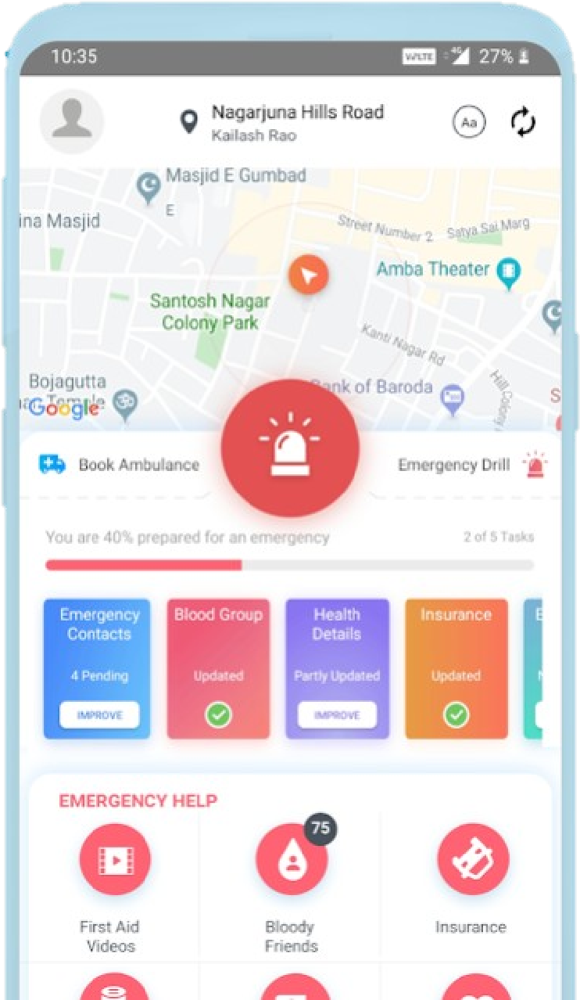 10:35
VoLTE 4G 27%
Nagarjuna Hills Road
Kailash Rao
Aa
Masjid E Gumbad
E
ina Masjid
Street Number 2
Satya Sai Marg
Amba Theater
Santosh Nagar
Colony Park
Kanti Nagar Rd
Bojagutta
Temple
Google
Bank of Baroda
Hill Colony
S
Book Ambulance
Emergency Drill
You are 40% prepared for an emergency
2 of 5 Tasks
Emergency
Contacts
4 Pending
IMPROVE
Blood Group
Updated
Health
Details
Partly Updated
IMPROVE
Insurance
Updated
E
EMERGENCY HELP
75
First Aid
Videos
Bloody
Friends
Insurance